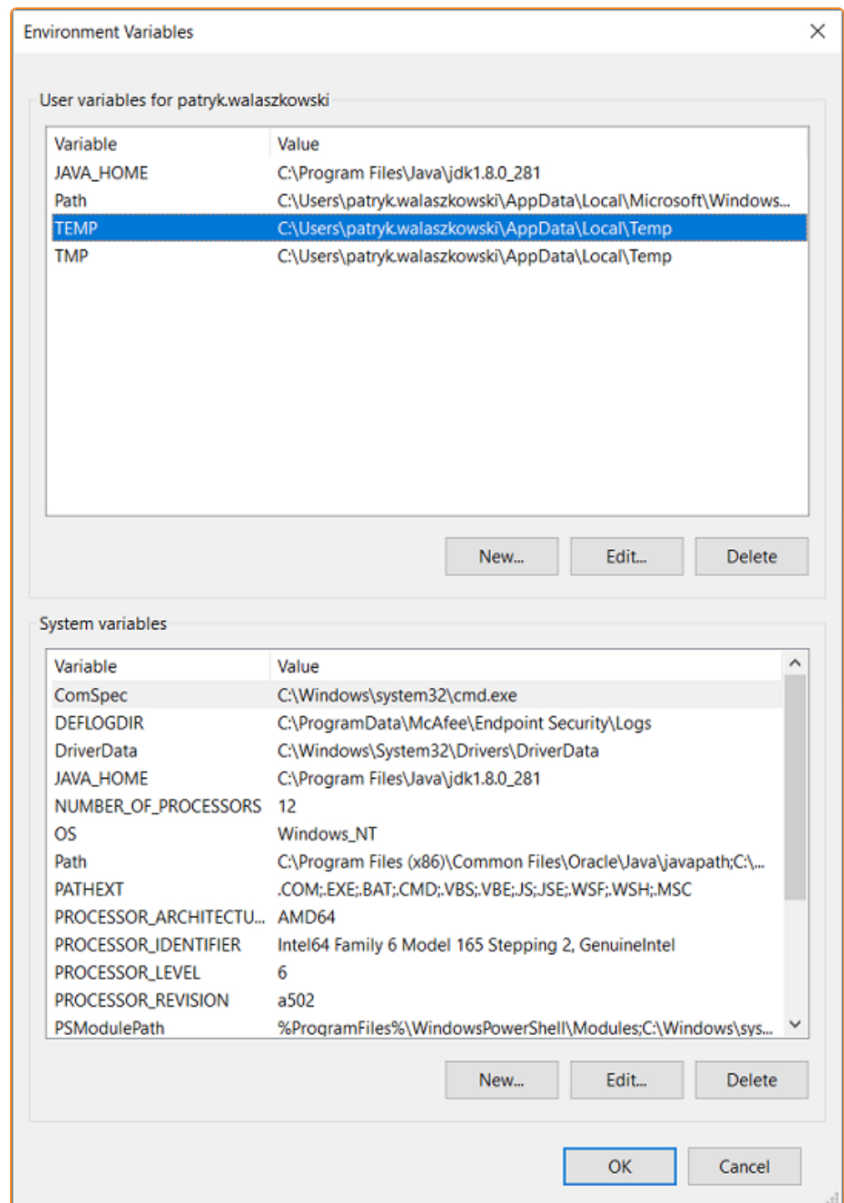 Environment Variables
User variables for patryk.walaszkowski
Variable Value
JAVA_HOME C:\Program Files\Java\jdk1.8.0_281
Path C:\Users\patryk.walaszkowski\AppData\Local\Microsoft\Windows...
TEMP C:\Users\patryk.walaszkowski\AppData\Local\Temp
TMP C:\Users\patryk.walaszkowski\AppData\Local\Temp
New... Edit... Delete
System variables
Variable Value
ComSpec C:\Windows\system32\cmd.exe
DEFLOGDIR C:\ProgramData\McAfee\Endpoint Security\Logs
DriverData C:\Windows\System32\Drivers\DriverData
JAVA_HOME C:\Program Files\Java\jdk1.8.0_281
NUMBER_OF_PROCESSORS 12
OS Windows_NT
Path C:\Program Files (x86)\Common Files\Oracle\Java\javapath;C:\...
PATHEXT .COM;.EXE;.BAT;.CMD;.VBS;.VBE;.JS;.JSE;.WSF;.WSH;.MSC
PROCESSOR_ARCHITECTU... AMD64
PROCESSOR_IDENTIFIER Intel64 Family 6 Model 165 Stepping 2, GenuineIntel
PROCESSOR_LEVEL 6
PROCESSOR_REVISION a502
PSModulePath %ProgramFiles%\WindowsPowerShell\Modules;C:\Windows\sys...
New... Edit... Delete
OK Cancel